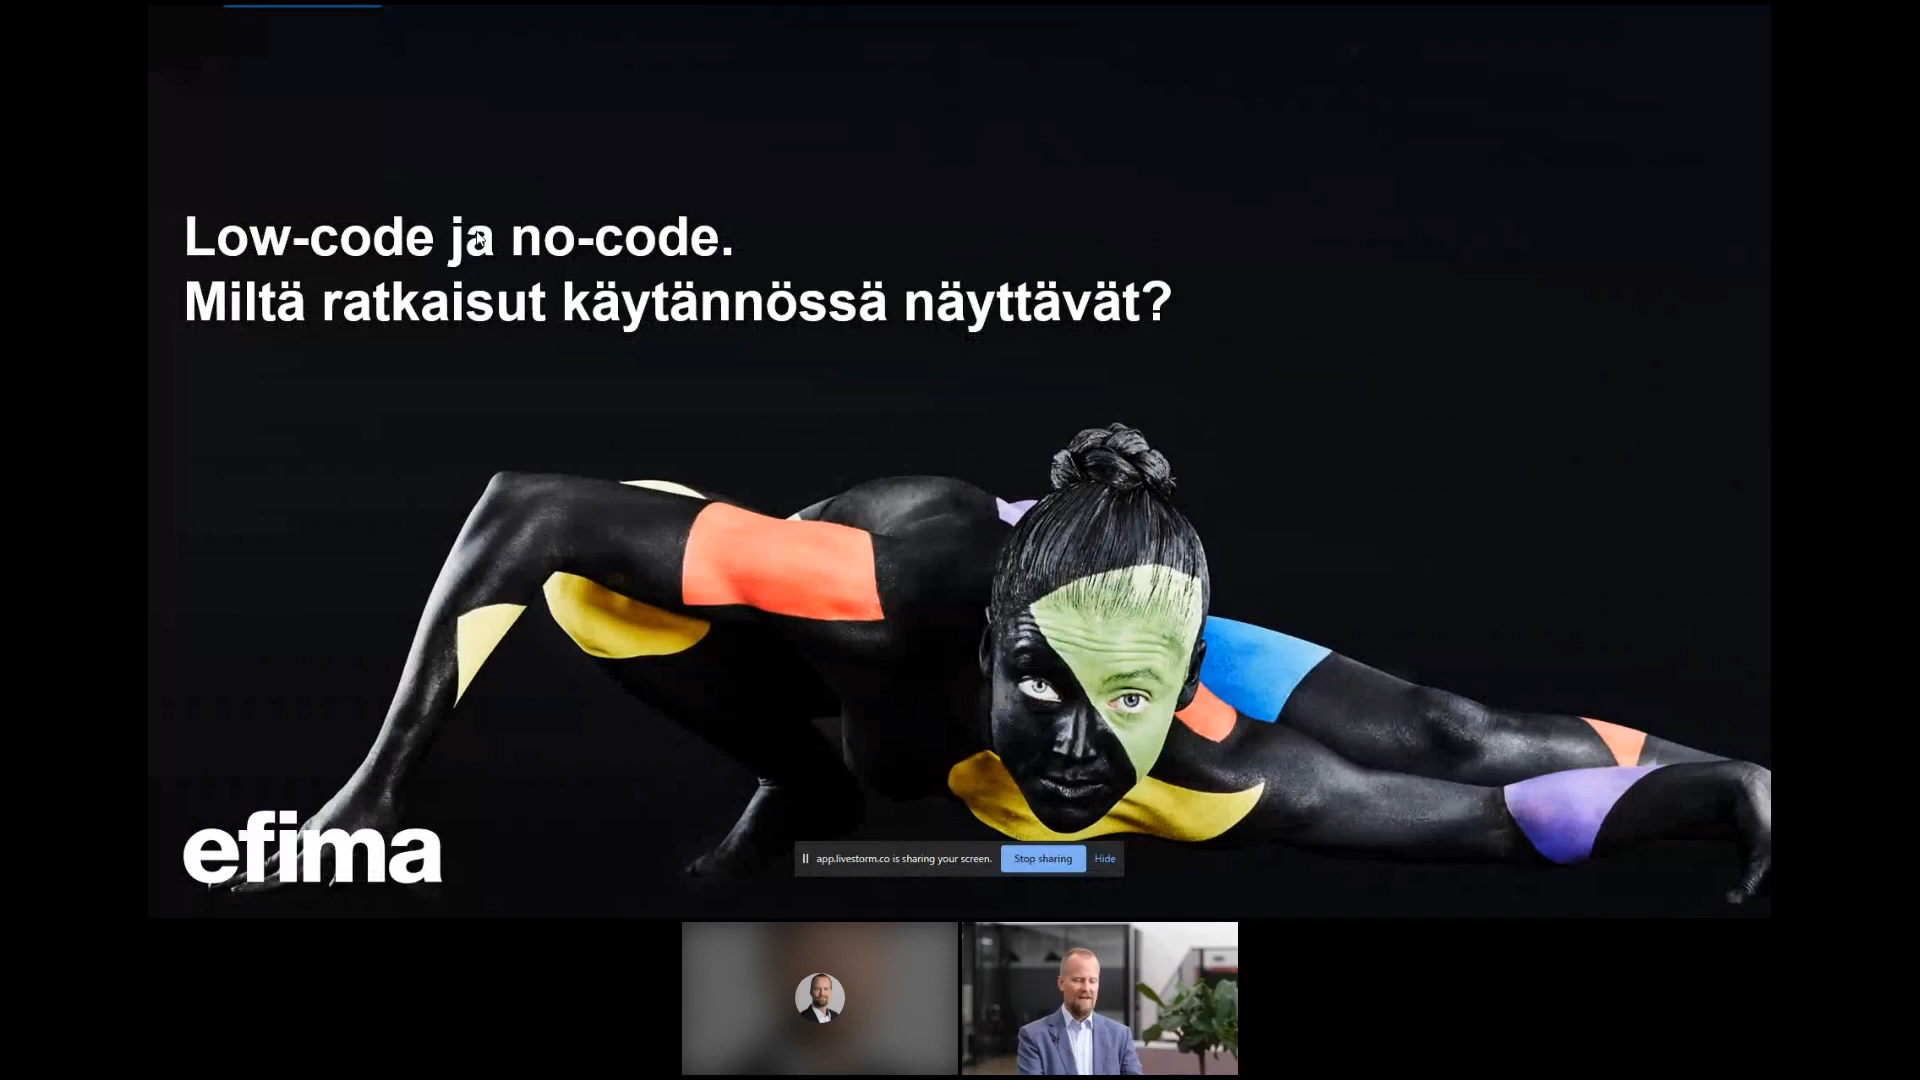 Low-code ja no-code.
Miltä ratkaisut käytännössä näyttävät?
efima
app.livestorm.co is sharing your screen. Stop sharing Hide